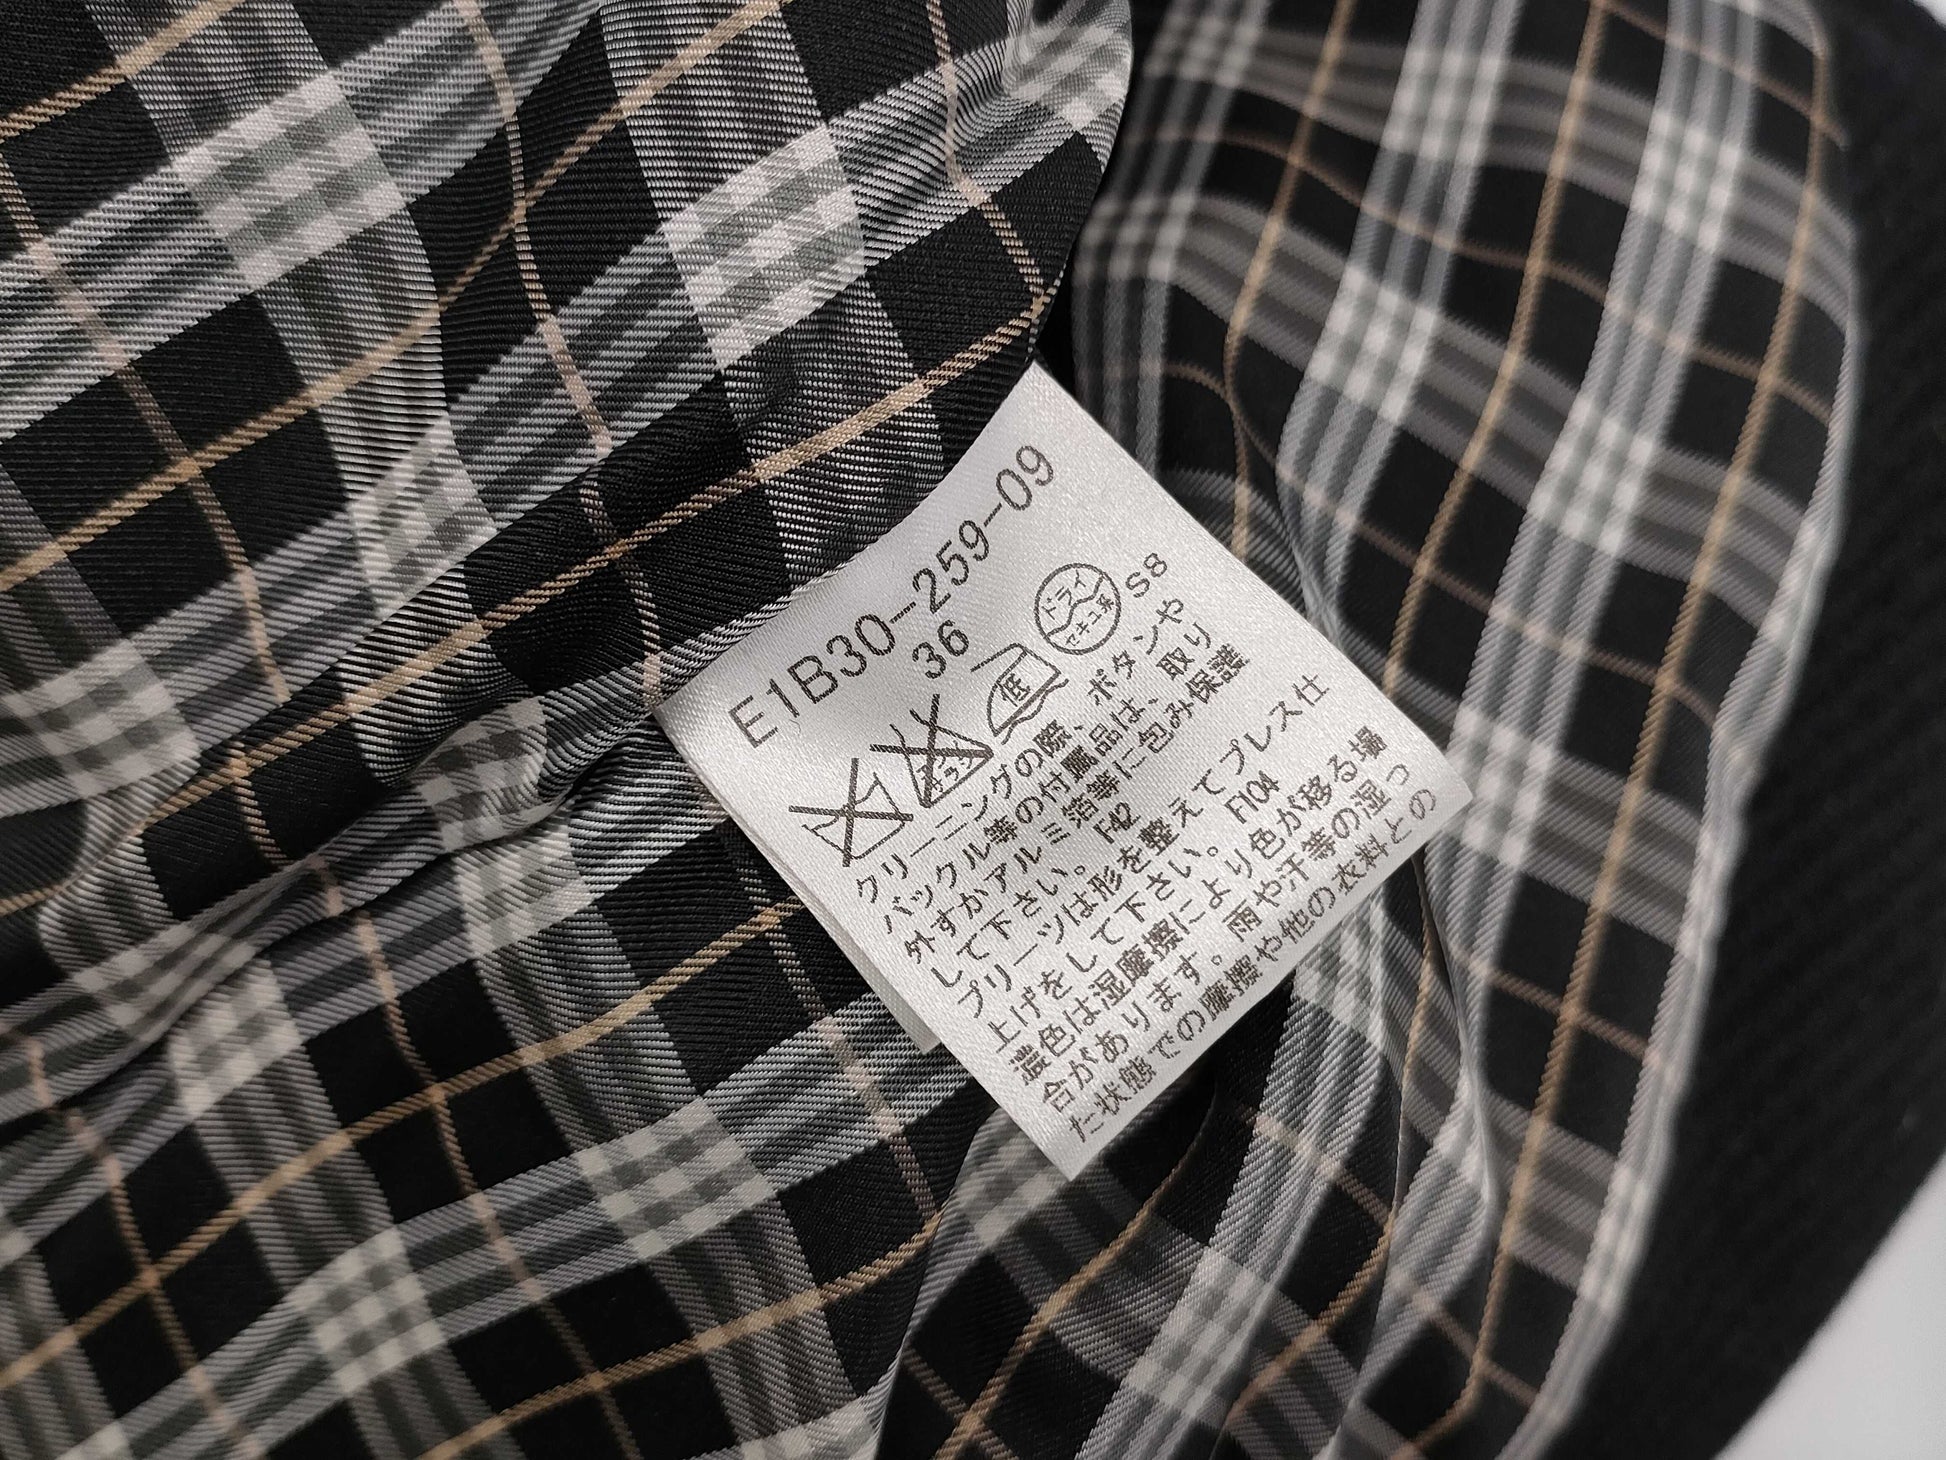 E1B30-259-09
36
低 ドライ セキユ系 S8
クリーニングの際、ボタンや
バックル等の付属品は、取り
外すかアルミ箔等に包み保護
して下さい。 F42
プリーツは形を整えてプレス仕
上げをして下さい。 F104
濃色は湿摩擦により色が移る場
合があります。雨や汗等の湿っ
た状態での摩擦や他の衣料との